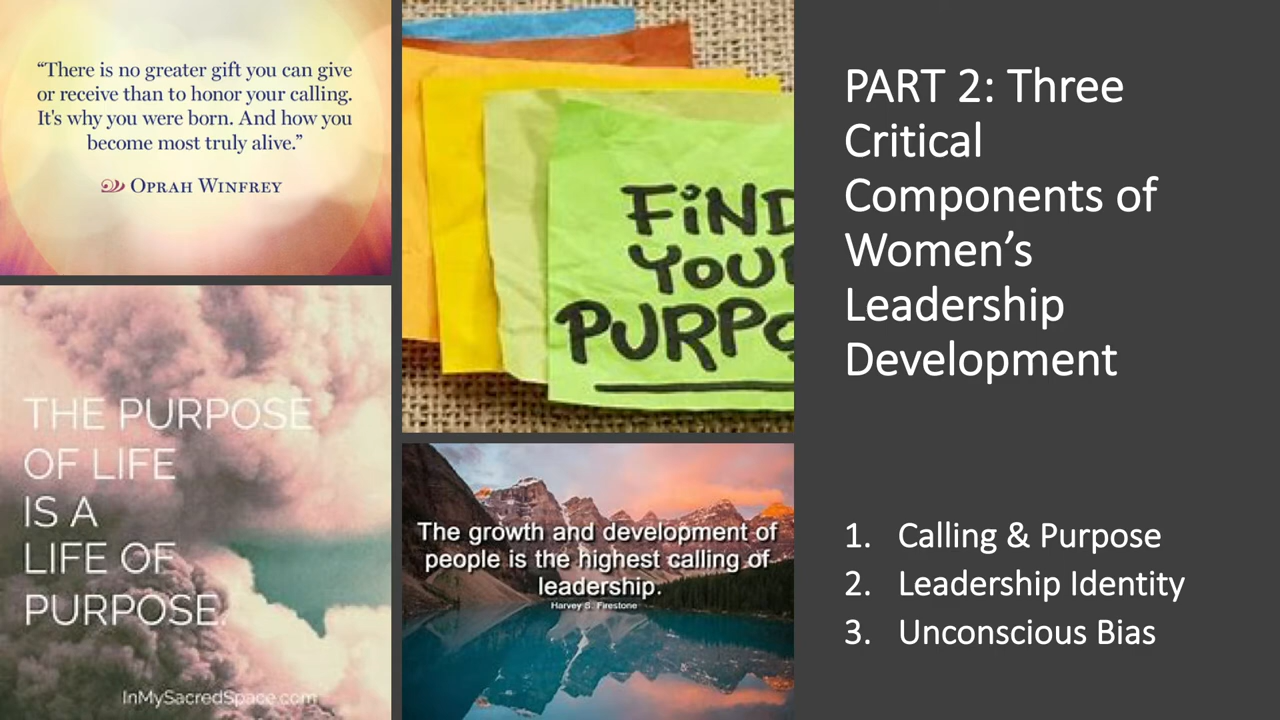 “There is no greater gift you can give
or receive than to honor your calling.
It's why you were born. And how you
become most truly alive.”
OPRAH WINFREY
THE PURPOSE
OF LIFE
IS A
LIFE OF
PURPOSE.
InMySacredSpace.com
FiND
YOU
PURPO
The growth and development of
people is the highest calling of
leadership.
Harvey S. Firestone
PART 2: Three
Critical
Components of
Women’s
Leadership
Development
1. Calling & Purpose
2. Leadership Identity
3. Unconscious Bias